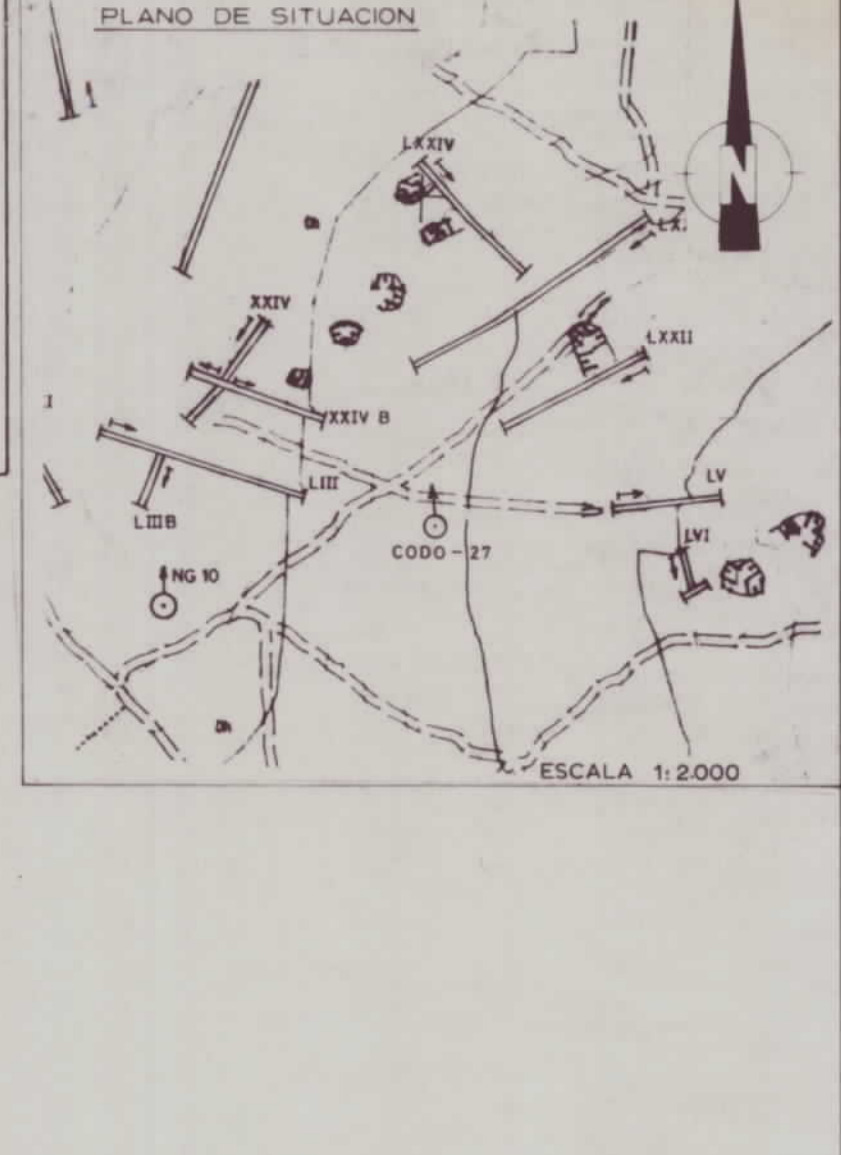 PLANO DE SITUACION
N
LXXIV
XXIV
LXXII
XXIV B
LIII
LV
LIIIB
LVI
CODO - 27
NG 10
ESCALA 1:2.000